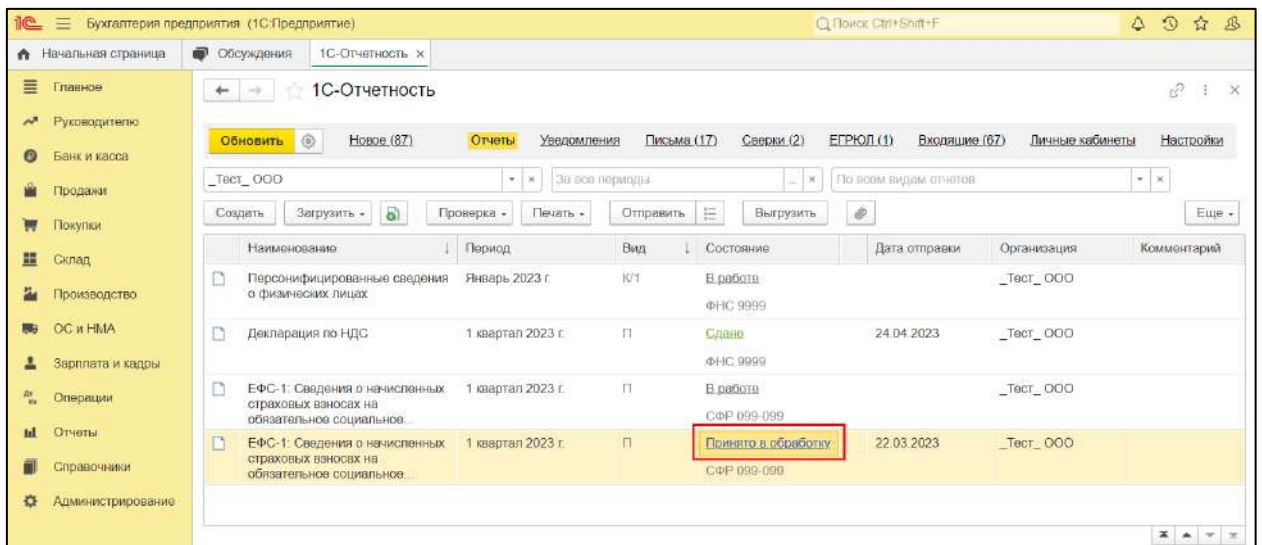 1С Бухгалтерия предприятия (1С:Предприятие) Поиск Ctrl+Shift+F
Начальная страница Обсуждения 1С-Отчетность ×
Главное
Руководителю
Банк и касса
Продажи
Покупки
Склад
Производство
ОС и НМА
Зарплата и кадры
Операции
Отчеты
Справочники
Администрирование
1С-Отчетность
Обновить Новое (87) Отчеты Уведомления Письма (17) Сверки (2) ЕГРЮЛ (1) Входящие (67) Личные кабинеты Настройки
_Тест_ ООО За все периоды По всем видам отчетов
Создать Загрузить Проверка Печать Отправить Выгрузить Еще
Наименование Период Вид Состояние Дата отправки Организация Комментарий
Персонифицированные сведения Январь 2023 г. К/1 В работе _Тест_ ООО
о физических лицах
ФНС 9999
Декларация по НДС 1 квартал 2023 г. П Сдано 24.04.2023 _Тест_ ООО
ФНС 9999
ЕФС-1: Сведения о начисленных 1 квартал 2023 г. П В работе _Тест_ ООО
страховых взносах на
обязательное социальное... СФР 099-099
ЕФС-1: Сведения о начисленных 1 квартал 2023 г. П Принято в обработку 22.03.2023 _Тест_ ООО
страховых взносах на
обязательное социальное... СФР 099-099